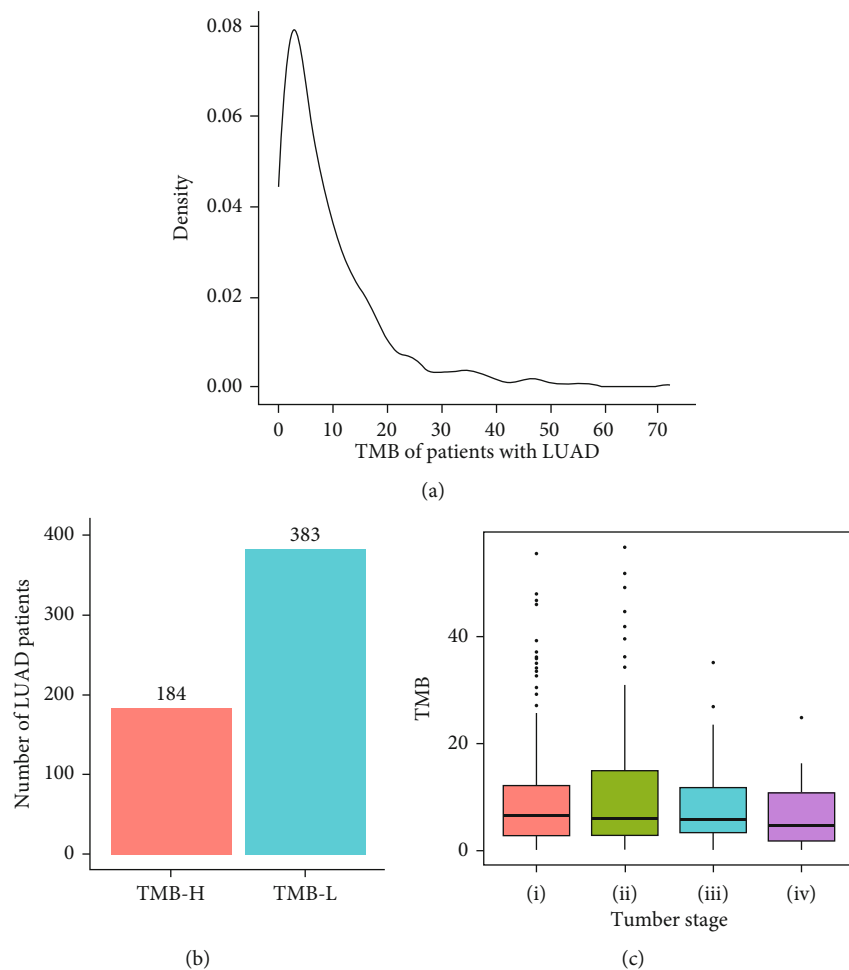 0.08
0.06
0.04
0.02
0.00
Density
0 10 20 30 40 50 60 70
TMB of patients with LUAD
(a)
400
300
200
100
0
Number of LUAD patients
184
383
TMB-H TMB-L
(b)
40
20
0
TMB
(i) (ii) (iii) (iv)
Tumber stage
(c)